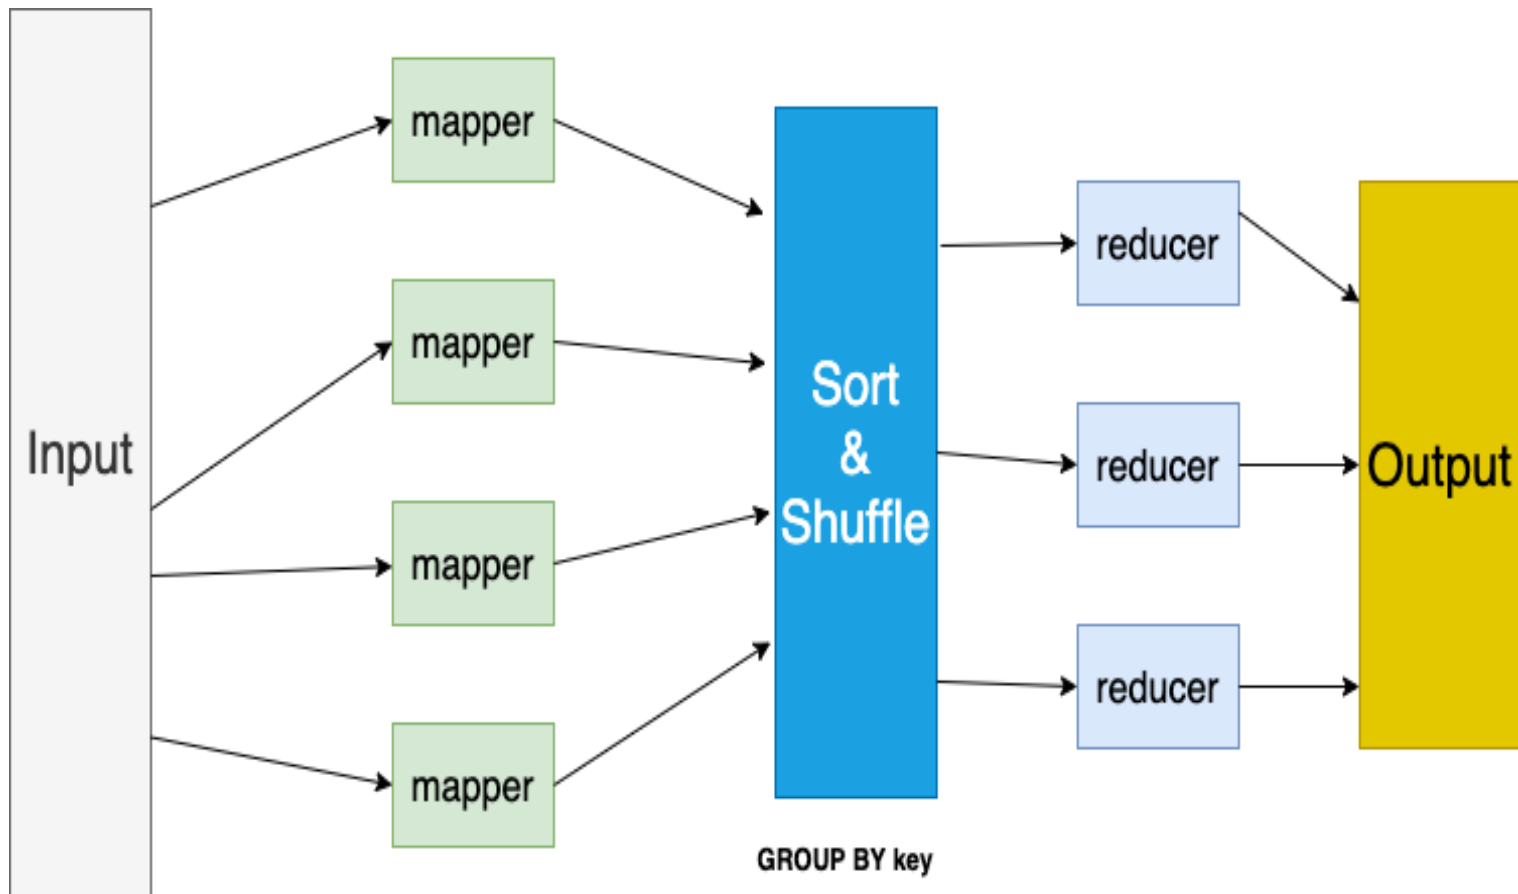 Input
mapper
mapper
mapper
mapper
Sort
&
Shuffle
GROUP BY key
reducer
reducer
reducer
Output